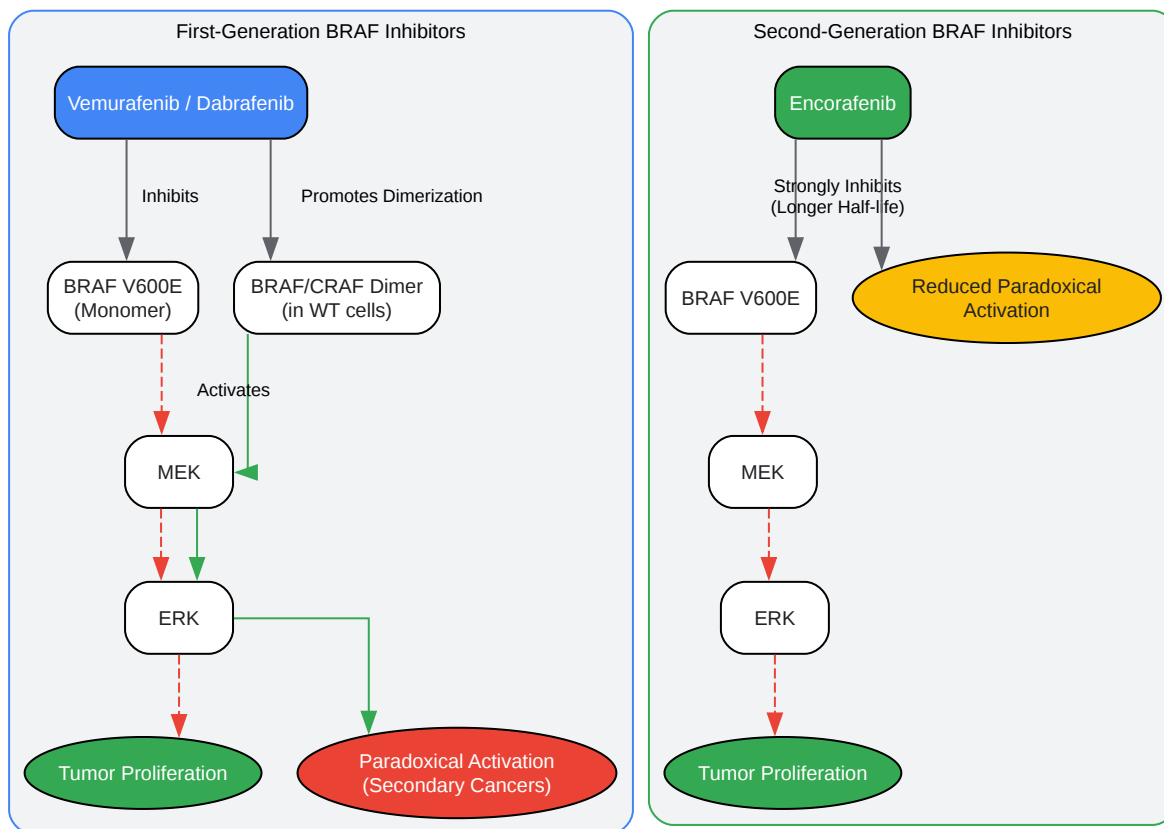 First-Generation BRAF Inhibitors
Vemurafenib / Dabrafenib
Inhibits
Promotes Dimerization
BRAF V600E
(Monomer)
BRAF/CRAF Dimer
(in WT cells)
Activates
MEK
ERK
Tumor Proliferation
Paradoxical Activation
(Secondary Cancers)
Second-Generation BRAF Inhibitors
Encorafenib
Strongly Inhibits
(Longer Half-life)
BRAF V600E
Reduced Paradoxical
Activation
MEK
ERK
Tumor Proliferation